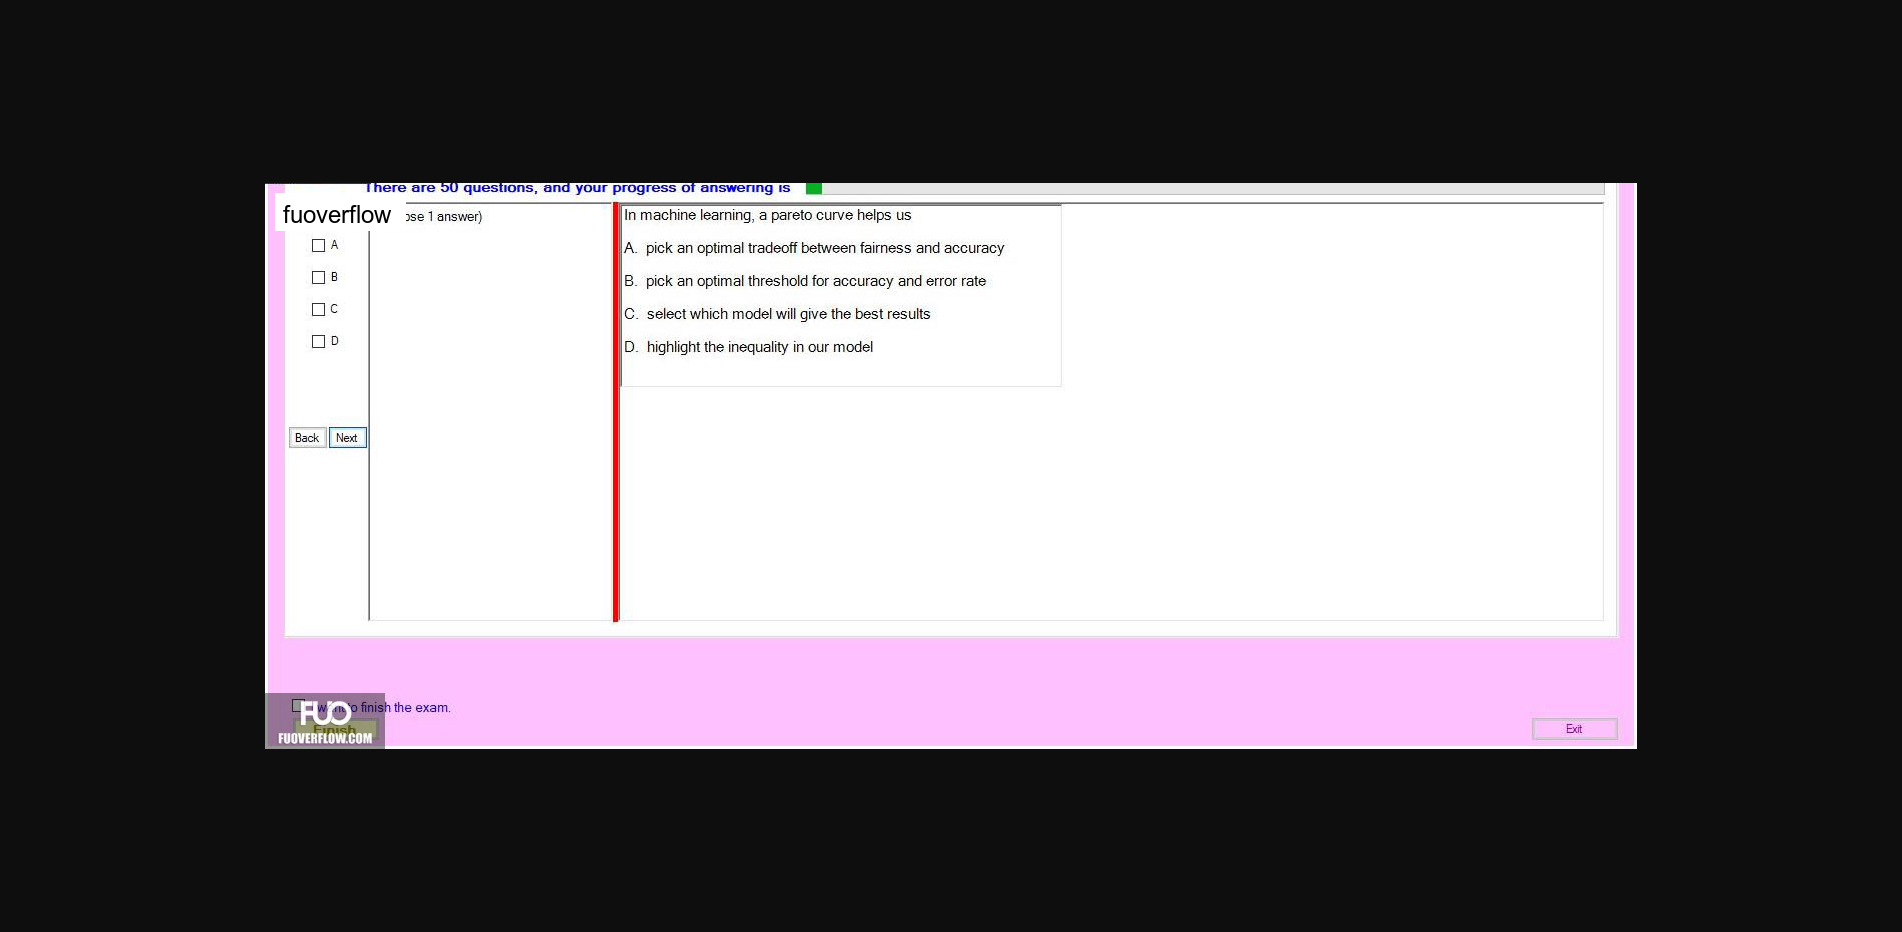 There are 50 questions, and your progress of answering is
fuoverflow
ose 1 answer)
A
B
C
D
Back Next
In machine learning, a pareto curve helps us
A. pick an optimal tradeoff between fairness and accuracy
B. pick an optimal threshold for accuracy and error rate
C. select which model will give the best results
D. highlight the inequality in our model
I want to finish the exam.
FUO
Finish
FUOVERFLOW.COM
Exit